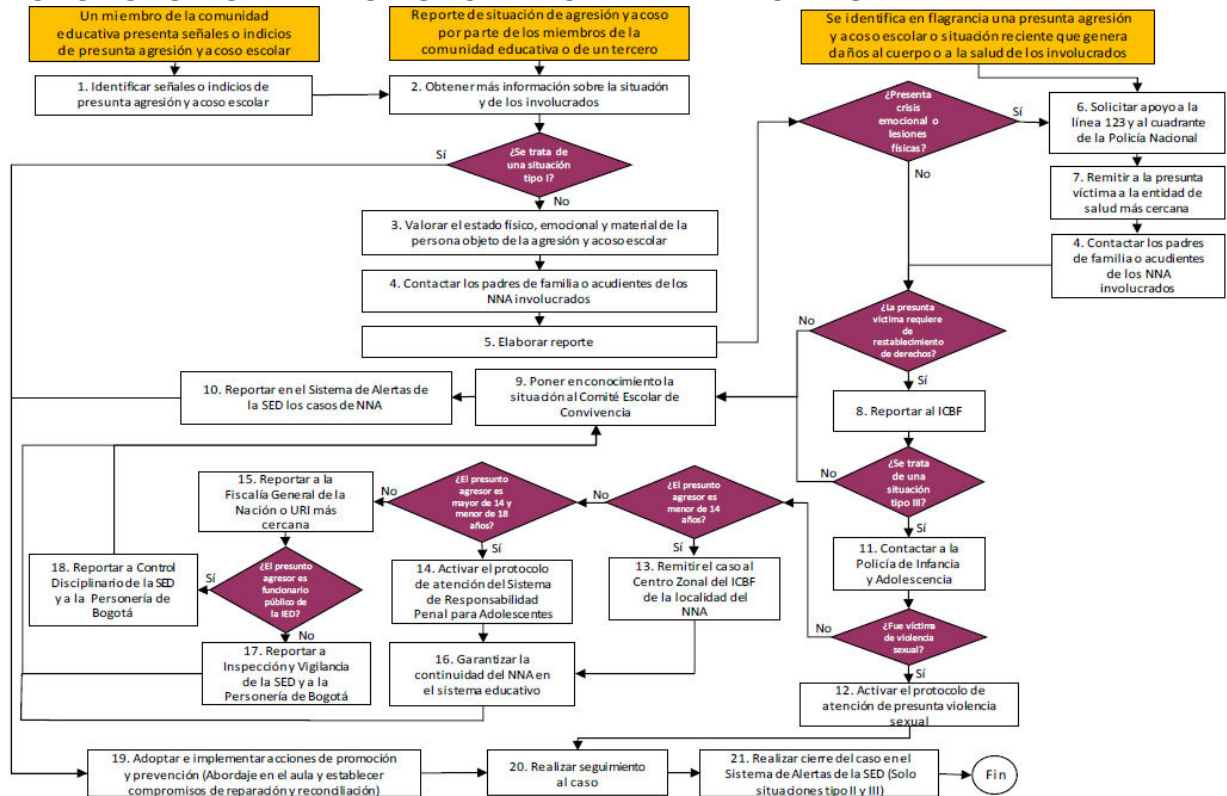 Un miembro de la comunidad
educativa presenta señales o indicios
de presunta agresión y acoso escolar
Reporte de situación de agresión y acoso
por parte de los miembros de la
comunidad educativa o de un tercero
Se identifica en flagrancia una presunta agresión
y acoso escolar o situación reciente que genera
daños al cuerpo o a la salud de los involucrados
1. Identificar señales o indicios de
presunta agresión y acoso escolar
2. Obtener más información sobre la situación
y de los involucrados
¿Presenta
crisis
emocional o
lesiones
físicas?
Sí
No
6. Solicitar apoyo a la
línea 123 y al cuadrante
de la Policía Nacional
¿Se trata de
una situación
tipo I?
Sí
No
7. Remitir a la presunta
víctima a la entidad de
salud más cercana
3. Valorar el estado físico, emocional y material de la
persona objeto de la agresión y acoso escolar
4. Contactar los padres
de familia o acudientes
de los NNA
involucrados
4. Contactar los padres de familia o acudientes de los
NNA involucrados
5. Elaborar reporte
¿La presunta
víctima requiere
de
restablecimiento
de derechos?
No
Sí
10. Reportar en el Sistema de Alertas de
la SED los casos de NNA
9. Poner en conocimiento la
situación al Comité Escolar de
Convivencia
8. Reportar al ICBF
¿Se trata
de una
situación
tipo III?
No
Sí
15. Reportar a la
Fiscalía General de la
Nación o URI más
cercana
¿El presunto
agresor es
mayor de 14 y
menor de 18
años?
No
Sí
¿El presunto
agresor es
menor de 14
años?
No
Sí
11. Contactar a la
Policía de Infancia
y Adolescencia
18. Reportar a Control
Disciplinario de la SED
y a la Personería de
Bogotá
¿El presunto
agresor es
funcionario
público de
la IED?
Sí
No
14. Activar el protocolo
de atención del Sistema
de Responsabilidad
Penal para Adolescentes
13. Remitir el caso al
Centro Zonal del ICBF
de la localidad del
NNA
¿Fue víctima
de violencia
sexual?
No
Sí
17. Reportar a
Inspección y Vigilancia
de la SED y a la
Personería de Bogotá
16. Garantizar la
continuidad del NNA en
el sistema educativo
12. Activar el protocolo de
atención de presunta violencia
sexual
19. Adoptar e implementar acciones de promoción
y prevención (Abordaje en el aula y establecer
compromisos de reparación y reconciliación)
20. Realizar seguimiento
al caso
21. Realizar cierre del caso en el
Sistema de Alertas de la SED (Solo
situaciones tipo II y III)
Fin